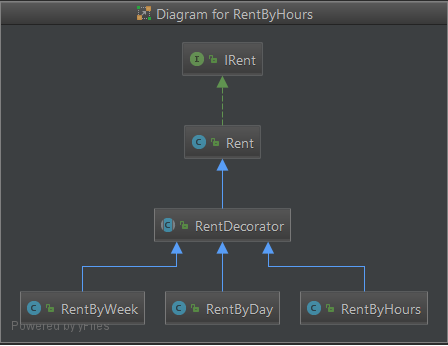 Diagram for RentByHours
I IRent
C Rent
C RentDecorator
C RentByWeek
C RentByDay
C RentByHours
Powered by yFiles